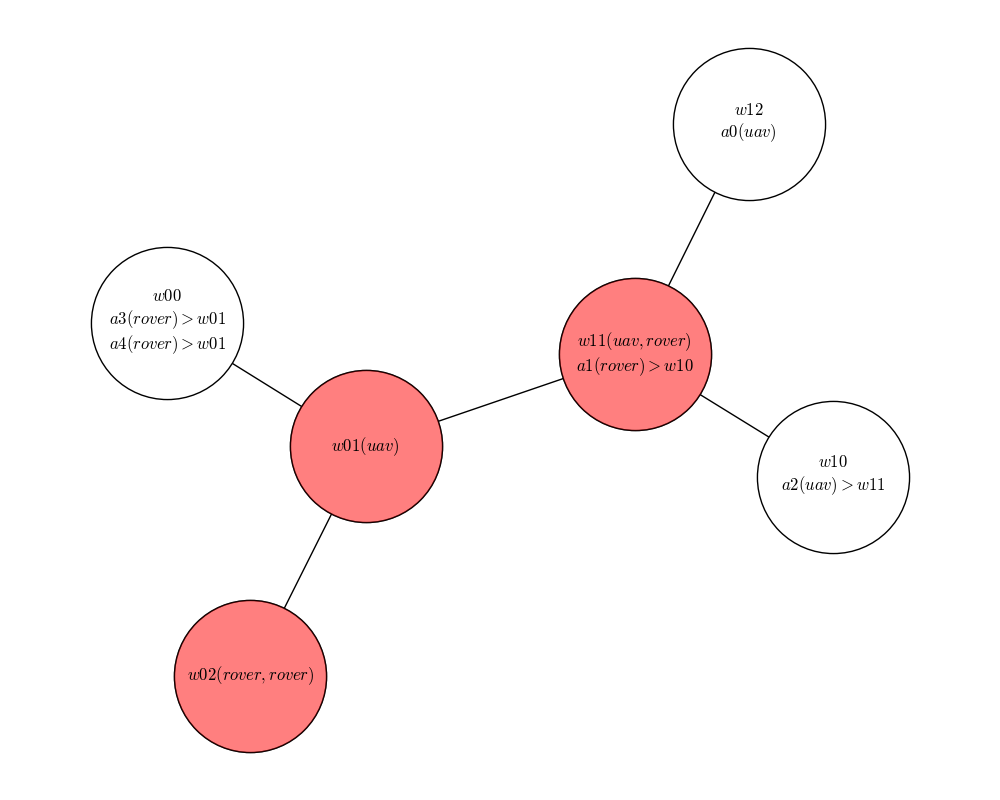 w12
a0(uav)
w00
a3(rover) > w01
a4(rover) > w01
w11(uav, rover)
a1(rover) > w10
w01(uav)
w10
a2(uav) > w11
w02(rover, rover)